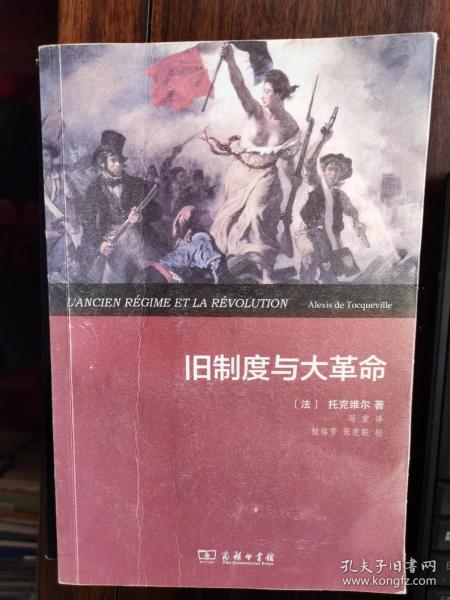 L'ANCIEN RÉGIME ET LA RÉVOLUTION Alexis de Tocqueville
旧制度与大革命
〔法〕 托克维尔 著
冯棠 译
桂裕芳 张芝联 校
商务印书馆
The Commercial Press
孔夫子旧书网
www.kongfz.com